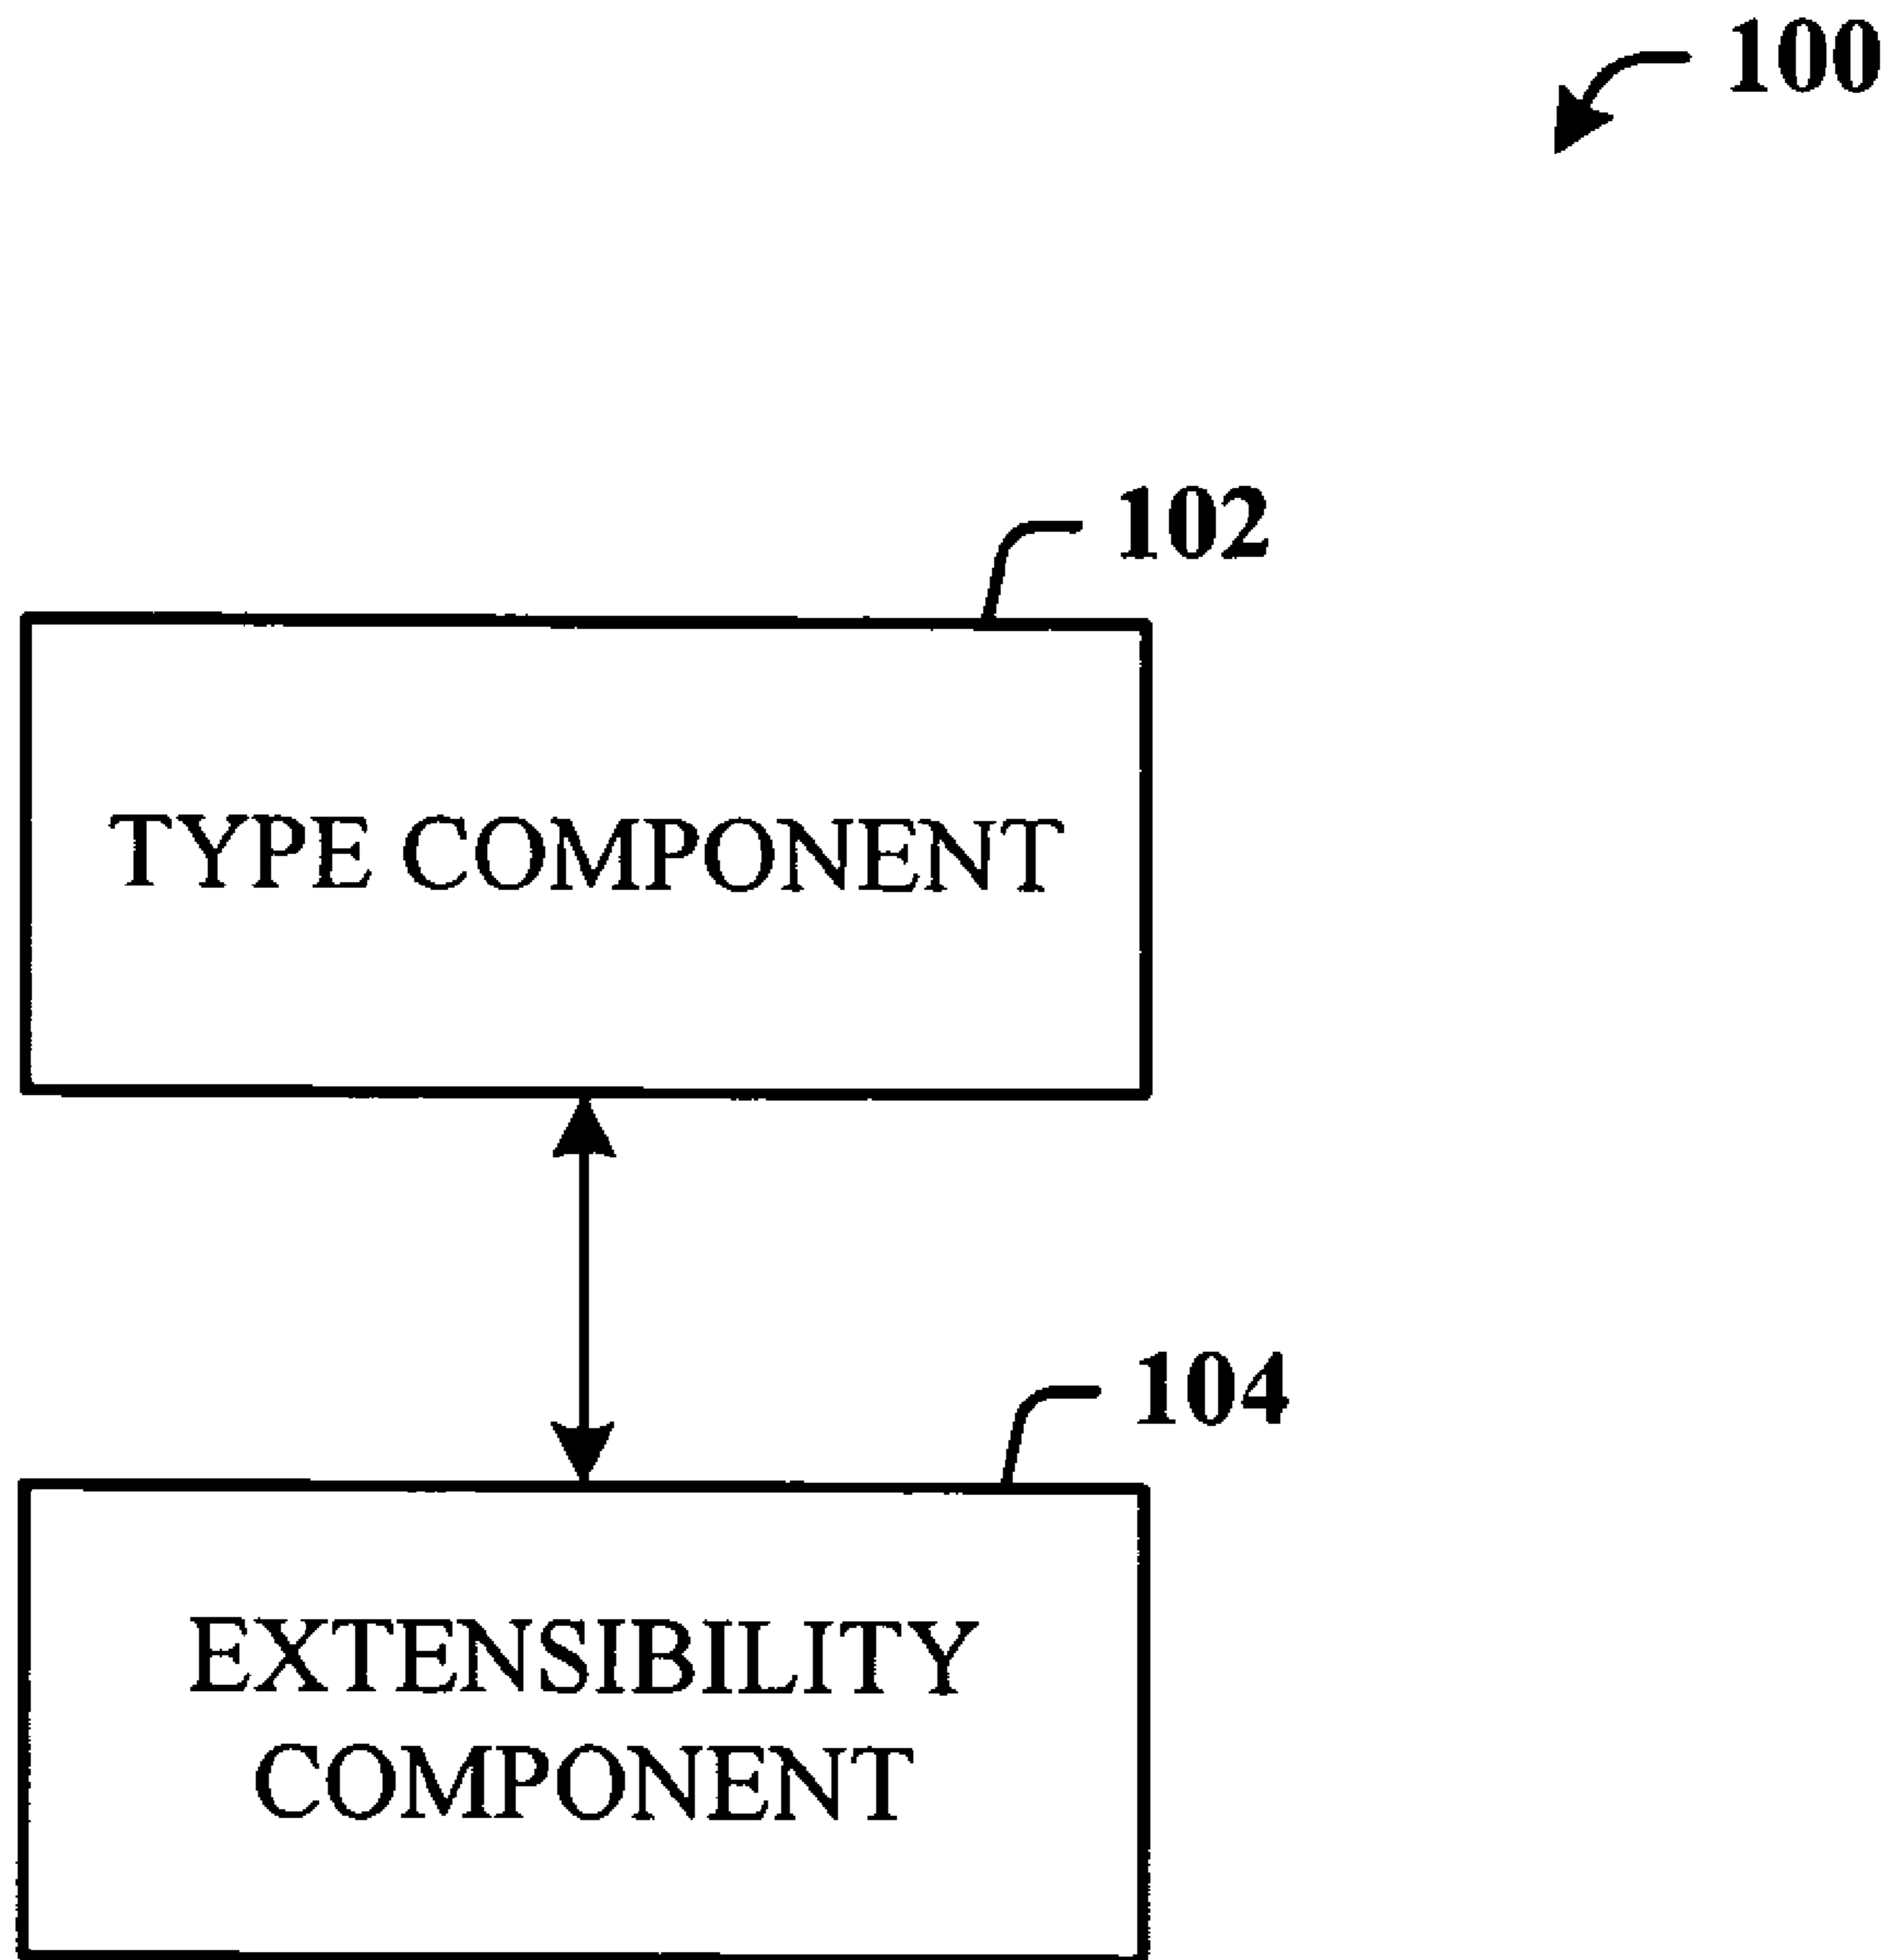 100
102
TYPE COMPONENT
104
EXTENSIBILITY
COMPONENT